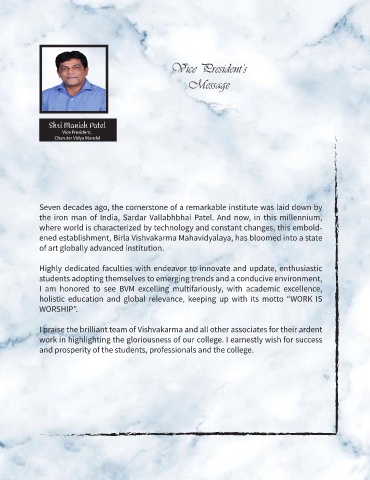 Vice President's
Message
Shri Manish Patel
Vice President,
Charutar Vidya Mandal
Seven decades ago, the cornerstone of a remarkable institute was laid down by
the iron man of India, Sardar Vallabhbhai Patel. And now, in this millennium,
where world is characterized by technology and constant changes, this embold-
ened establishment, Birla Vishvakarma Mahavidyalaya, has bloomed into a state
of art globally advanced institution.
Highly dedicated faculties with endeavor to innovate and update, enthusiastic
students adopting themselves to emerging trends and a conducive environment,
I am honored to see BVM excelling multifariously, with academic excellence,
holistic education and global relevance, keeping up with its motto “WORK IS
WORSHIP”.
I praise the brilliant team of Vishvakarma and all other associates for their ardent
work in highlighting the gloriousness of our college. I earnestly wish for success
and prosperity of the students, professionals and the college.